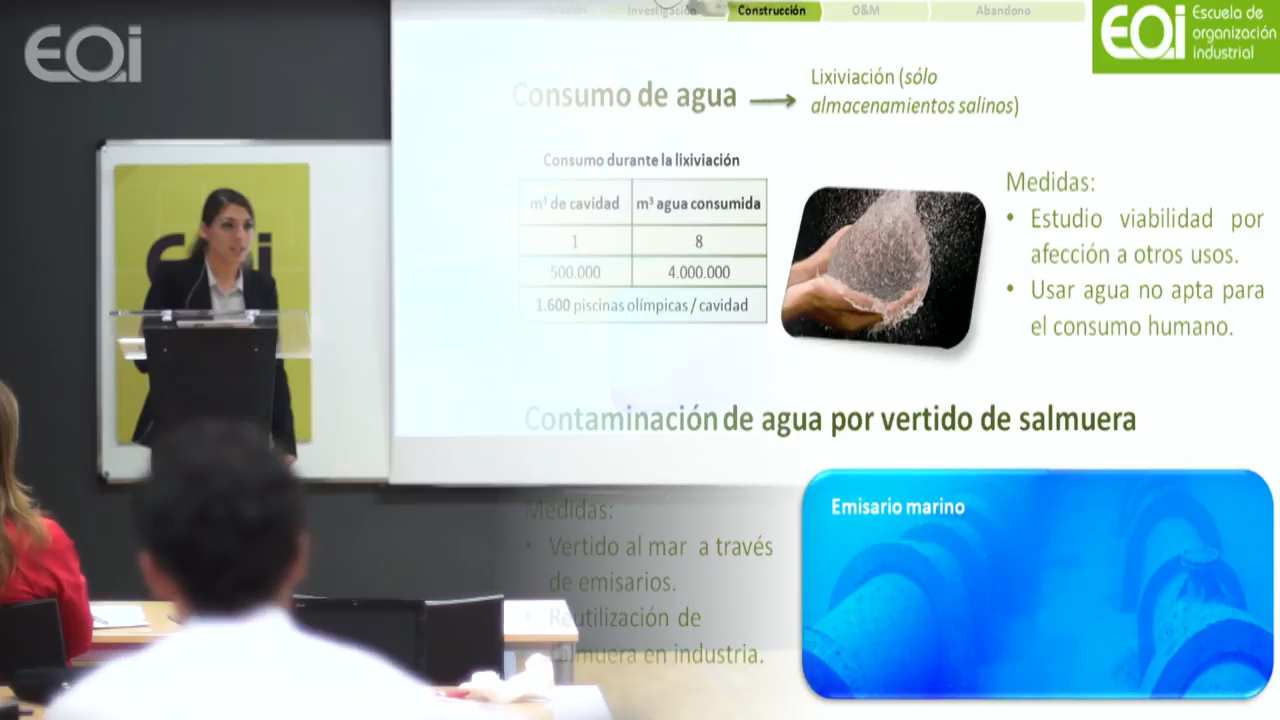 EOi
Investigación
Construcción
O&M
Abandono
EOi
Escuela de
organización
industrial
Consumo de agua
Lixiviación (sólo
almacenamientos salinos)
Consumo durante la lixiviación
m³ de cavidad m³ agua consumida
1 8
500.000 4.000.000
1.600 piscinas olímpicas / cavidad
Medidas:
• Estudio viabilidad por
afección a otros usos.
• Usar agua no apta para
el consumo humano.
EOi
Contaminación de agua por vertido de salmuera
Medidas:
• Vertido al mar a través
de emisarios.
• Reutilización de
salmuera en industria.
Emisario marino